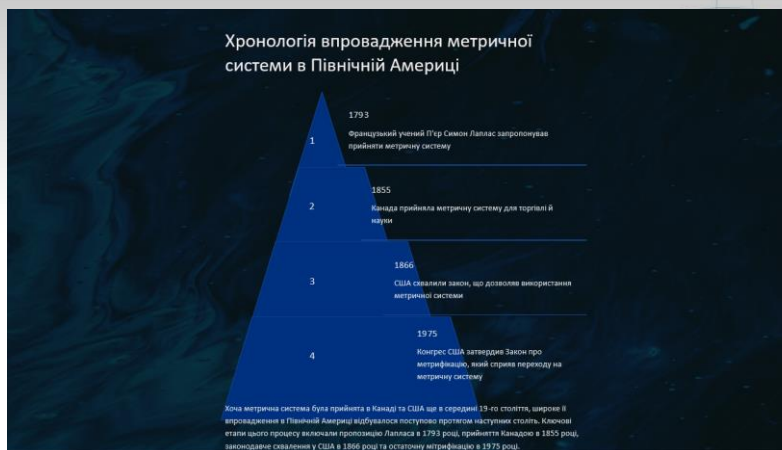 Хронологія впровадження метричної
системи в Північній Америці
1
1793
Французький учений П'єр Симон Лаплас запропонував
прийняти метричну систему
2
1855
Канада прийняла метричну систему для торгівлі й
науки
3
1866
США схвалили закон, що дозволяв використання
метричної системи
4
1975
Конгрес США затвердив Закон про
метрифікацію, який сприяв переходу на
метричну систему
Хоча метрична система була прийнята в Канаді та США ще в середині 19-го століття, широке її
впровадження в Північній Америці відбувалося поступово протягом наступних століть. Ключові
етапи цього процесу включали пропозицію Лапласа в 1793 році, прийняття Канадою в 1855 році,
законодавче схвалення у США в 1866 році та остаточну мітрифікацію в 1975 році.